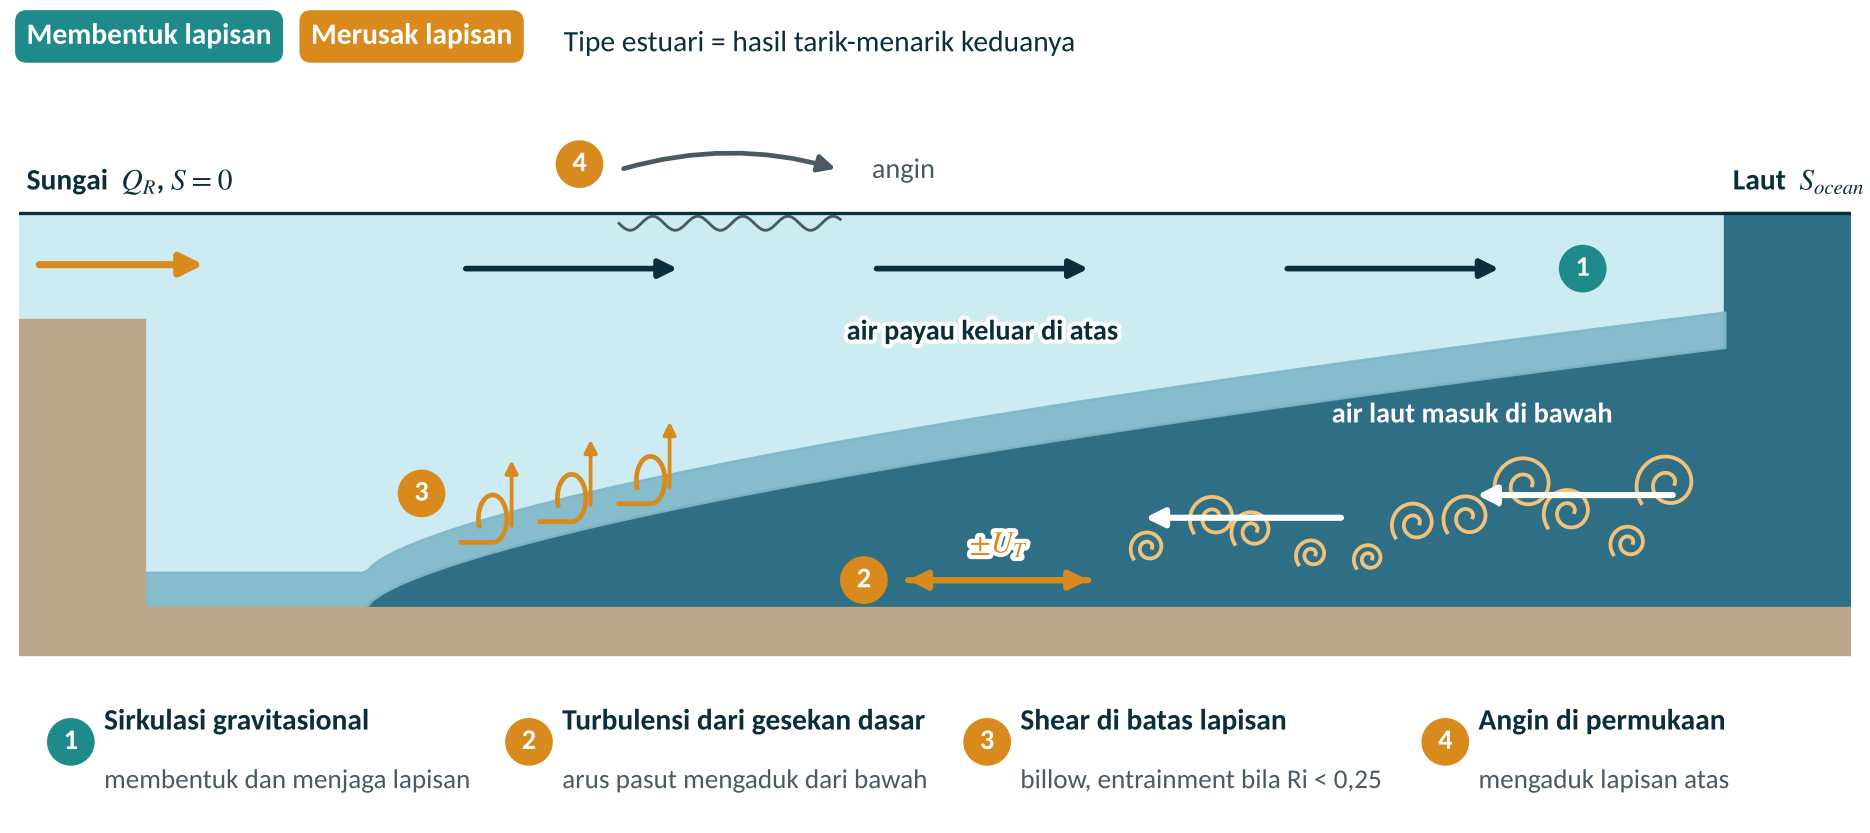 Membentuk lapisan
Merusak lapisan
Tipe estuari = hasil tarik-menarik keduanya
4
angin
Sungai Q_R, S = 0
Laut S_ocean
1
air payau keluar di atas
air laut masuk di bawah
3
±U_T
2
1 Sirkulasi gravitasional
membentuk dan menjaga lapisan
2 Turbulensi dari gesekan dasar
arus pasut mengaduk dari bawah
3 Shear di batas lapisan
billow, entrainment bila Ri < 0,25
4 Angin di permukaan
mengaduk lapisan atas